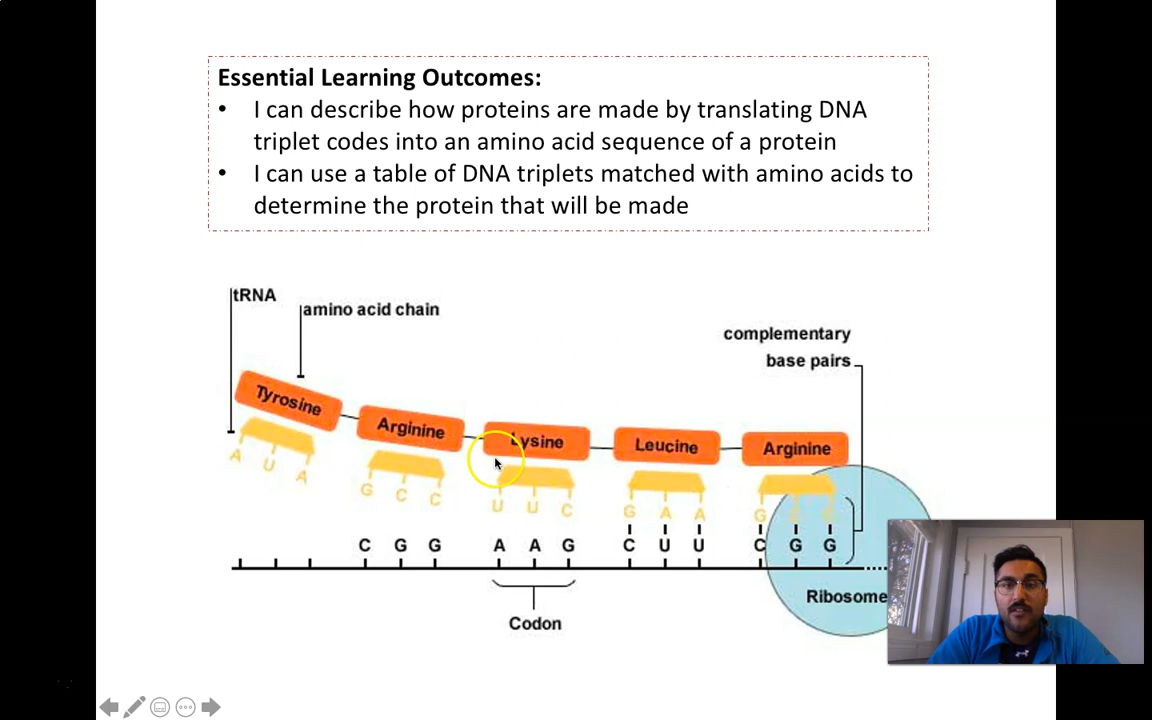 Essential Learning Outcomes:
• I can describe how proteins are made by translating DNA
triplet codes into an amino acid sequence of a protein
• I can use a table of DNA triplets matched with amino acids to
determine the protein that will be made
tRNA
amino acid chain
complementary
base pairs
Tyrosine
Arginine
Lysine
Leucine
Arginine
A U A
G C C
U U C
G A A
G
C G G
A A G
C U U
C G G
Codon
Ribosome